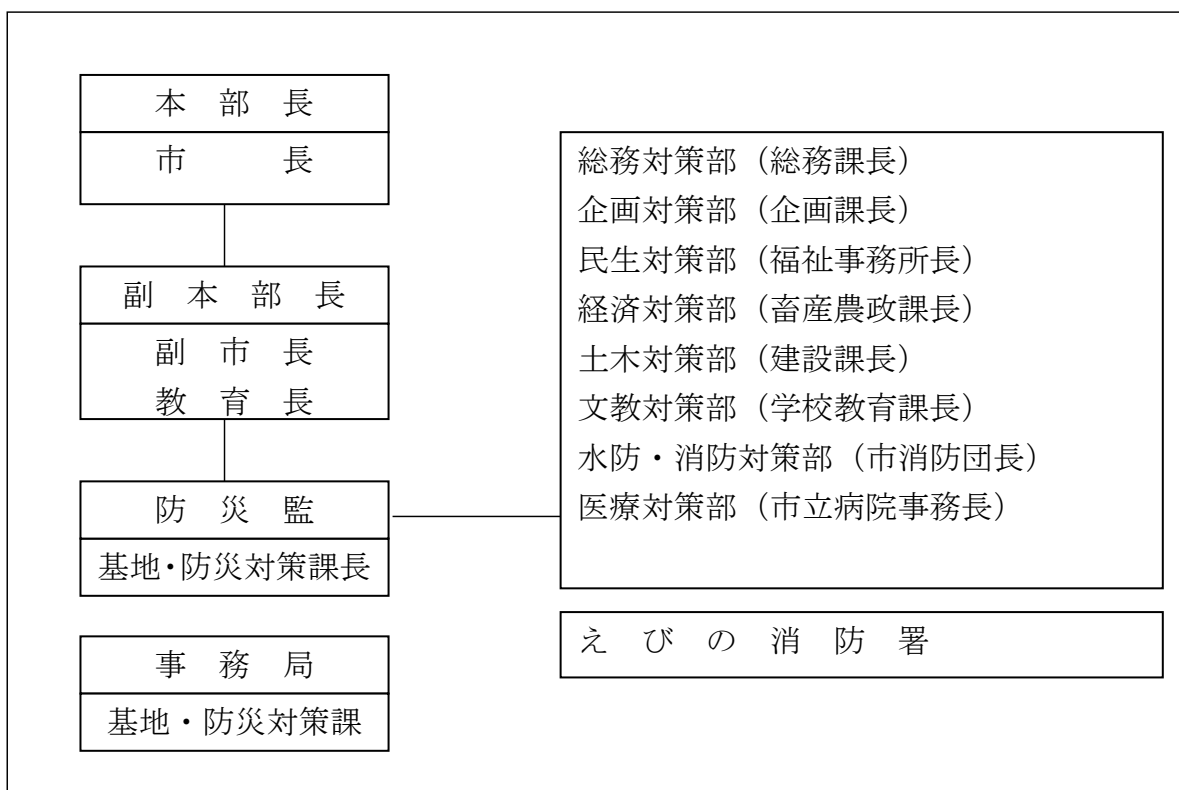 本部長
市長
副本部長
副市長
教育長
防災監
基地・防災対策課長
事務局
基地・防災対策課
総務対策部（総務課長）
企画対策部（企画課長）
民生対策部（福祉事務所長）
経済対策部（畜産農政課長）
土木対策部（建設課長）
文教対策部（学校教育課長）
水防・消防対策部（市消防団長）
医療対策部（市立病院事務長）
えびの消防署